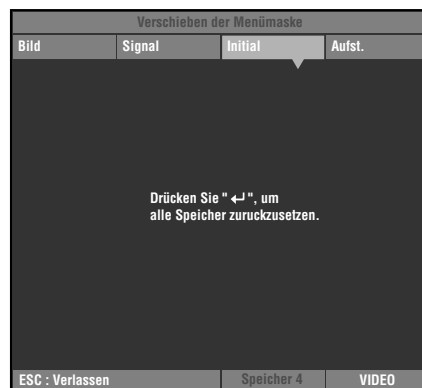 Verschieben der Menümaske
Bild Signal Initial Aufst.
Drücken Sie "↵", um
alle Speicher zuruckzusetzen.
ESC : Verlassen Speicher 4 VIDEO